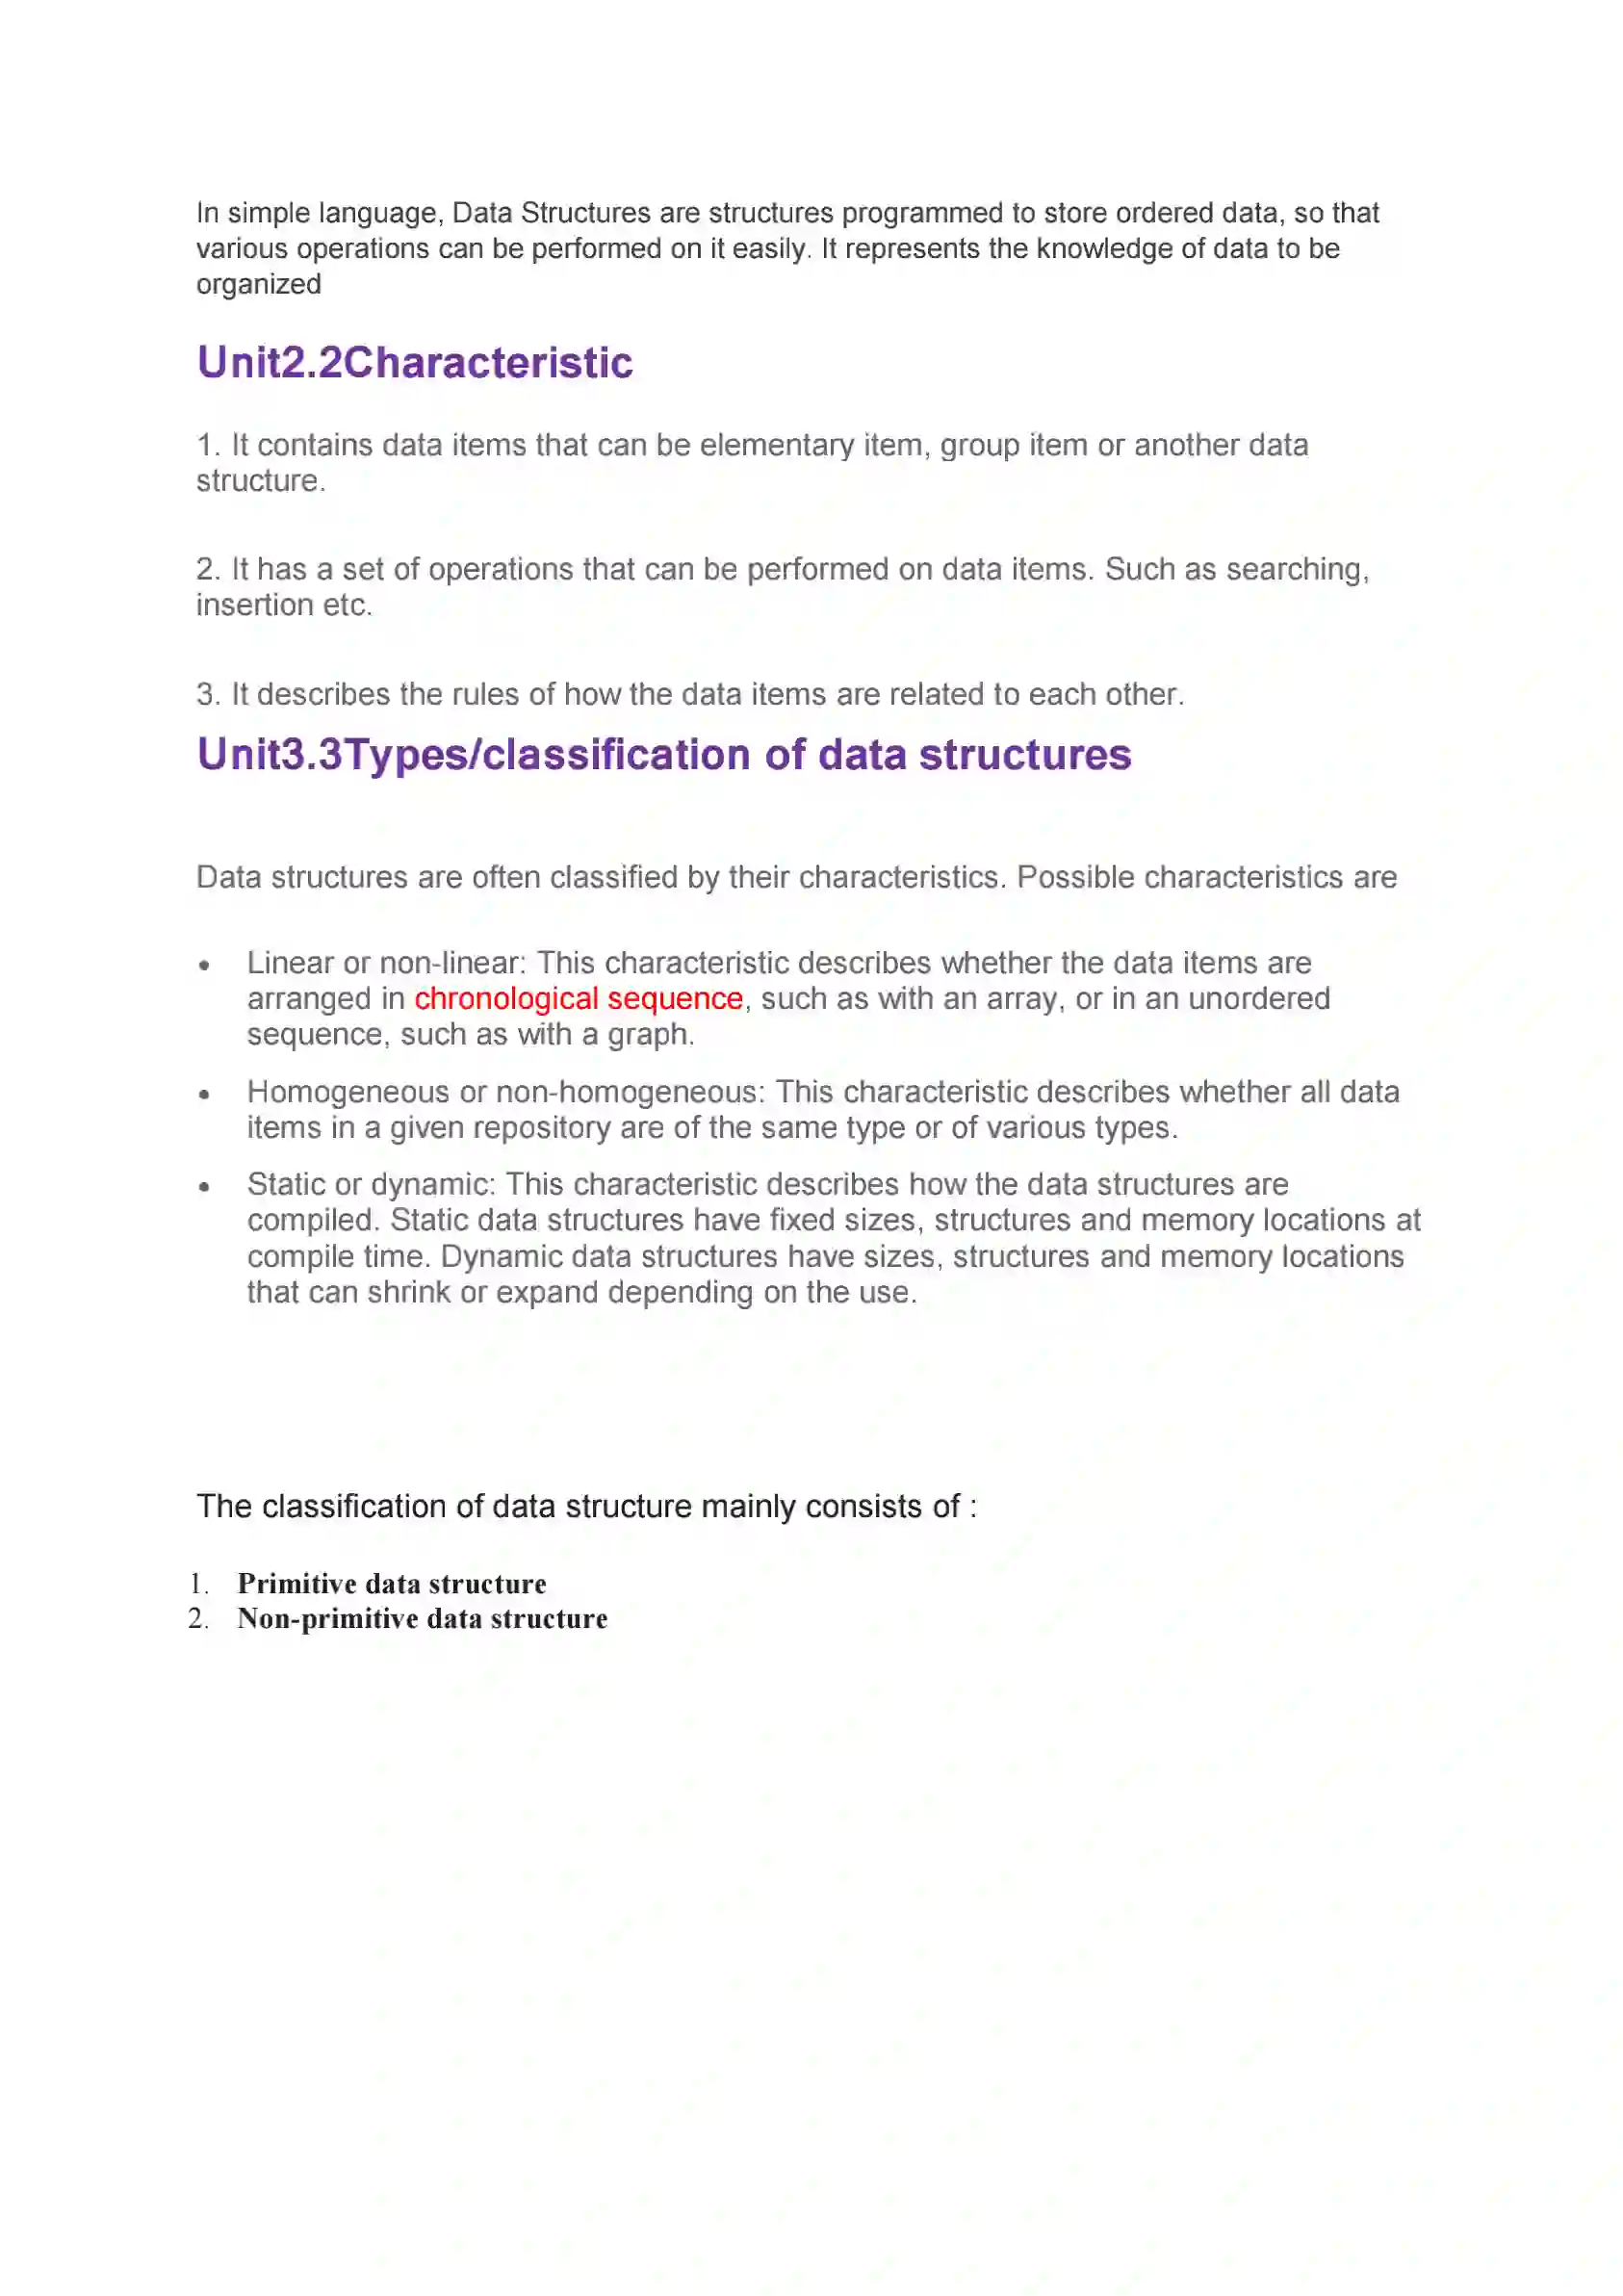 In simple language, Data Structures are structures programmed to store ordered data, so that
various operations can be performed on it easily. It represents the knowledge of data to be
organized
Unit2.2Characteristic
1. It contains data items that can be elementary item, group item or another data
structure.
2. It has a set of operations that can be performed on data items. Such as searching,
insertion etc.
3. It describes the rules of how the data items are related to each other.
Unit3.3Types/classification of data structures
Data structures are often classified by their characteristics. Possible characteristics are
• Linear or non-linear: This characteristic describes whether the data items are
arranged in chronological sequence, such as with an array, or in an unordered
sequence, such as with a graph.
• Homogeneous or non-homogeneous: This characteristic describes whether all data
items in a given repository are of the same type or of various types.
• Static or dynamic: This characteristic describes how the data structures are
compiled. Static data structures have fixed sizes, structures and memory locations at
compile time. Dynamic data structures have sizes, structures and memory locations
that can shrink or expand depending on the use.
The classification of data structure mainly consists of :
1. Primitive data structure
2. Non-primitive data structure